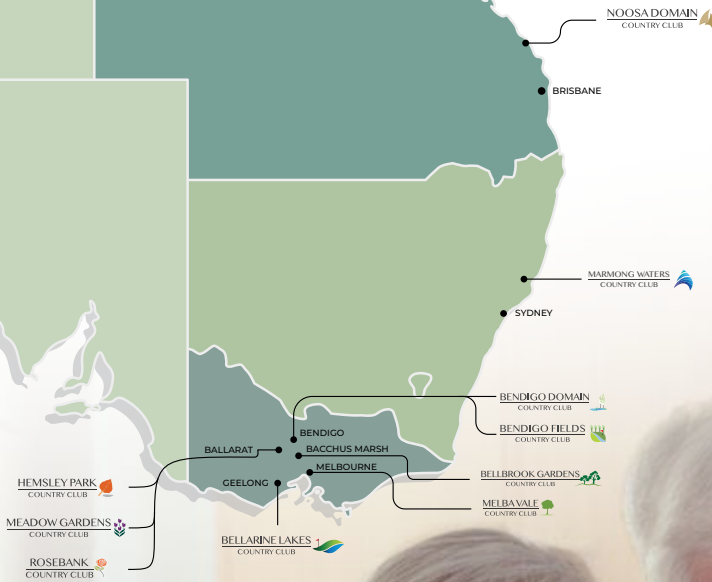 NOOSA DOMAIN
COUNTRY CLUB
BRISBANE
MARMONG WATERS
COUNTRY CLUB
SYDNEY
BENDIGO DOMAIN
COUNTRY CLUB
BENDIGO FIELDS
COUNTRY CLUB
BENDIGO
BALLARAT
BACCHUS MARSH
MELBOURNE
GEELONG
BELLBROOK GARDENS
COUNTRY CLUB
MELBA VALE
COUNTRY CLUB
HEMSLEY PARK
COUNTRY CLUB
MEADOW GARDENS
COUNTRY CLUB
ROSEBANK
COUNTRY CLUB
BELLARINE LAKES
COUNTRY CLUB